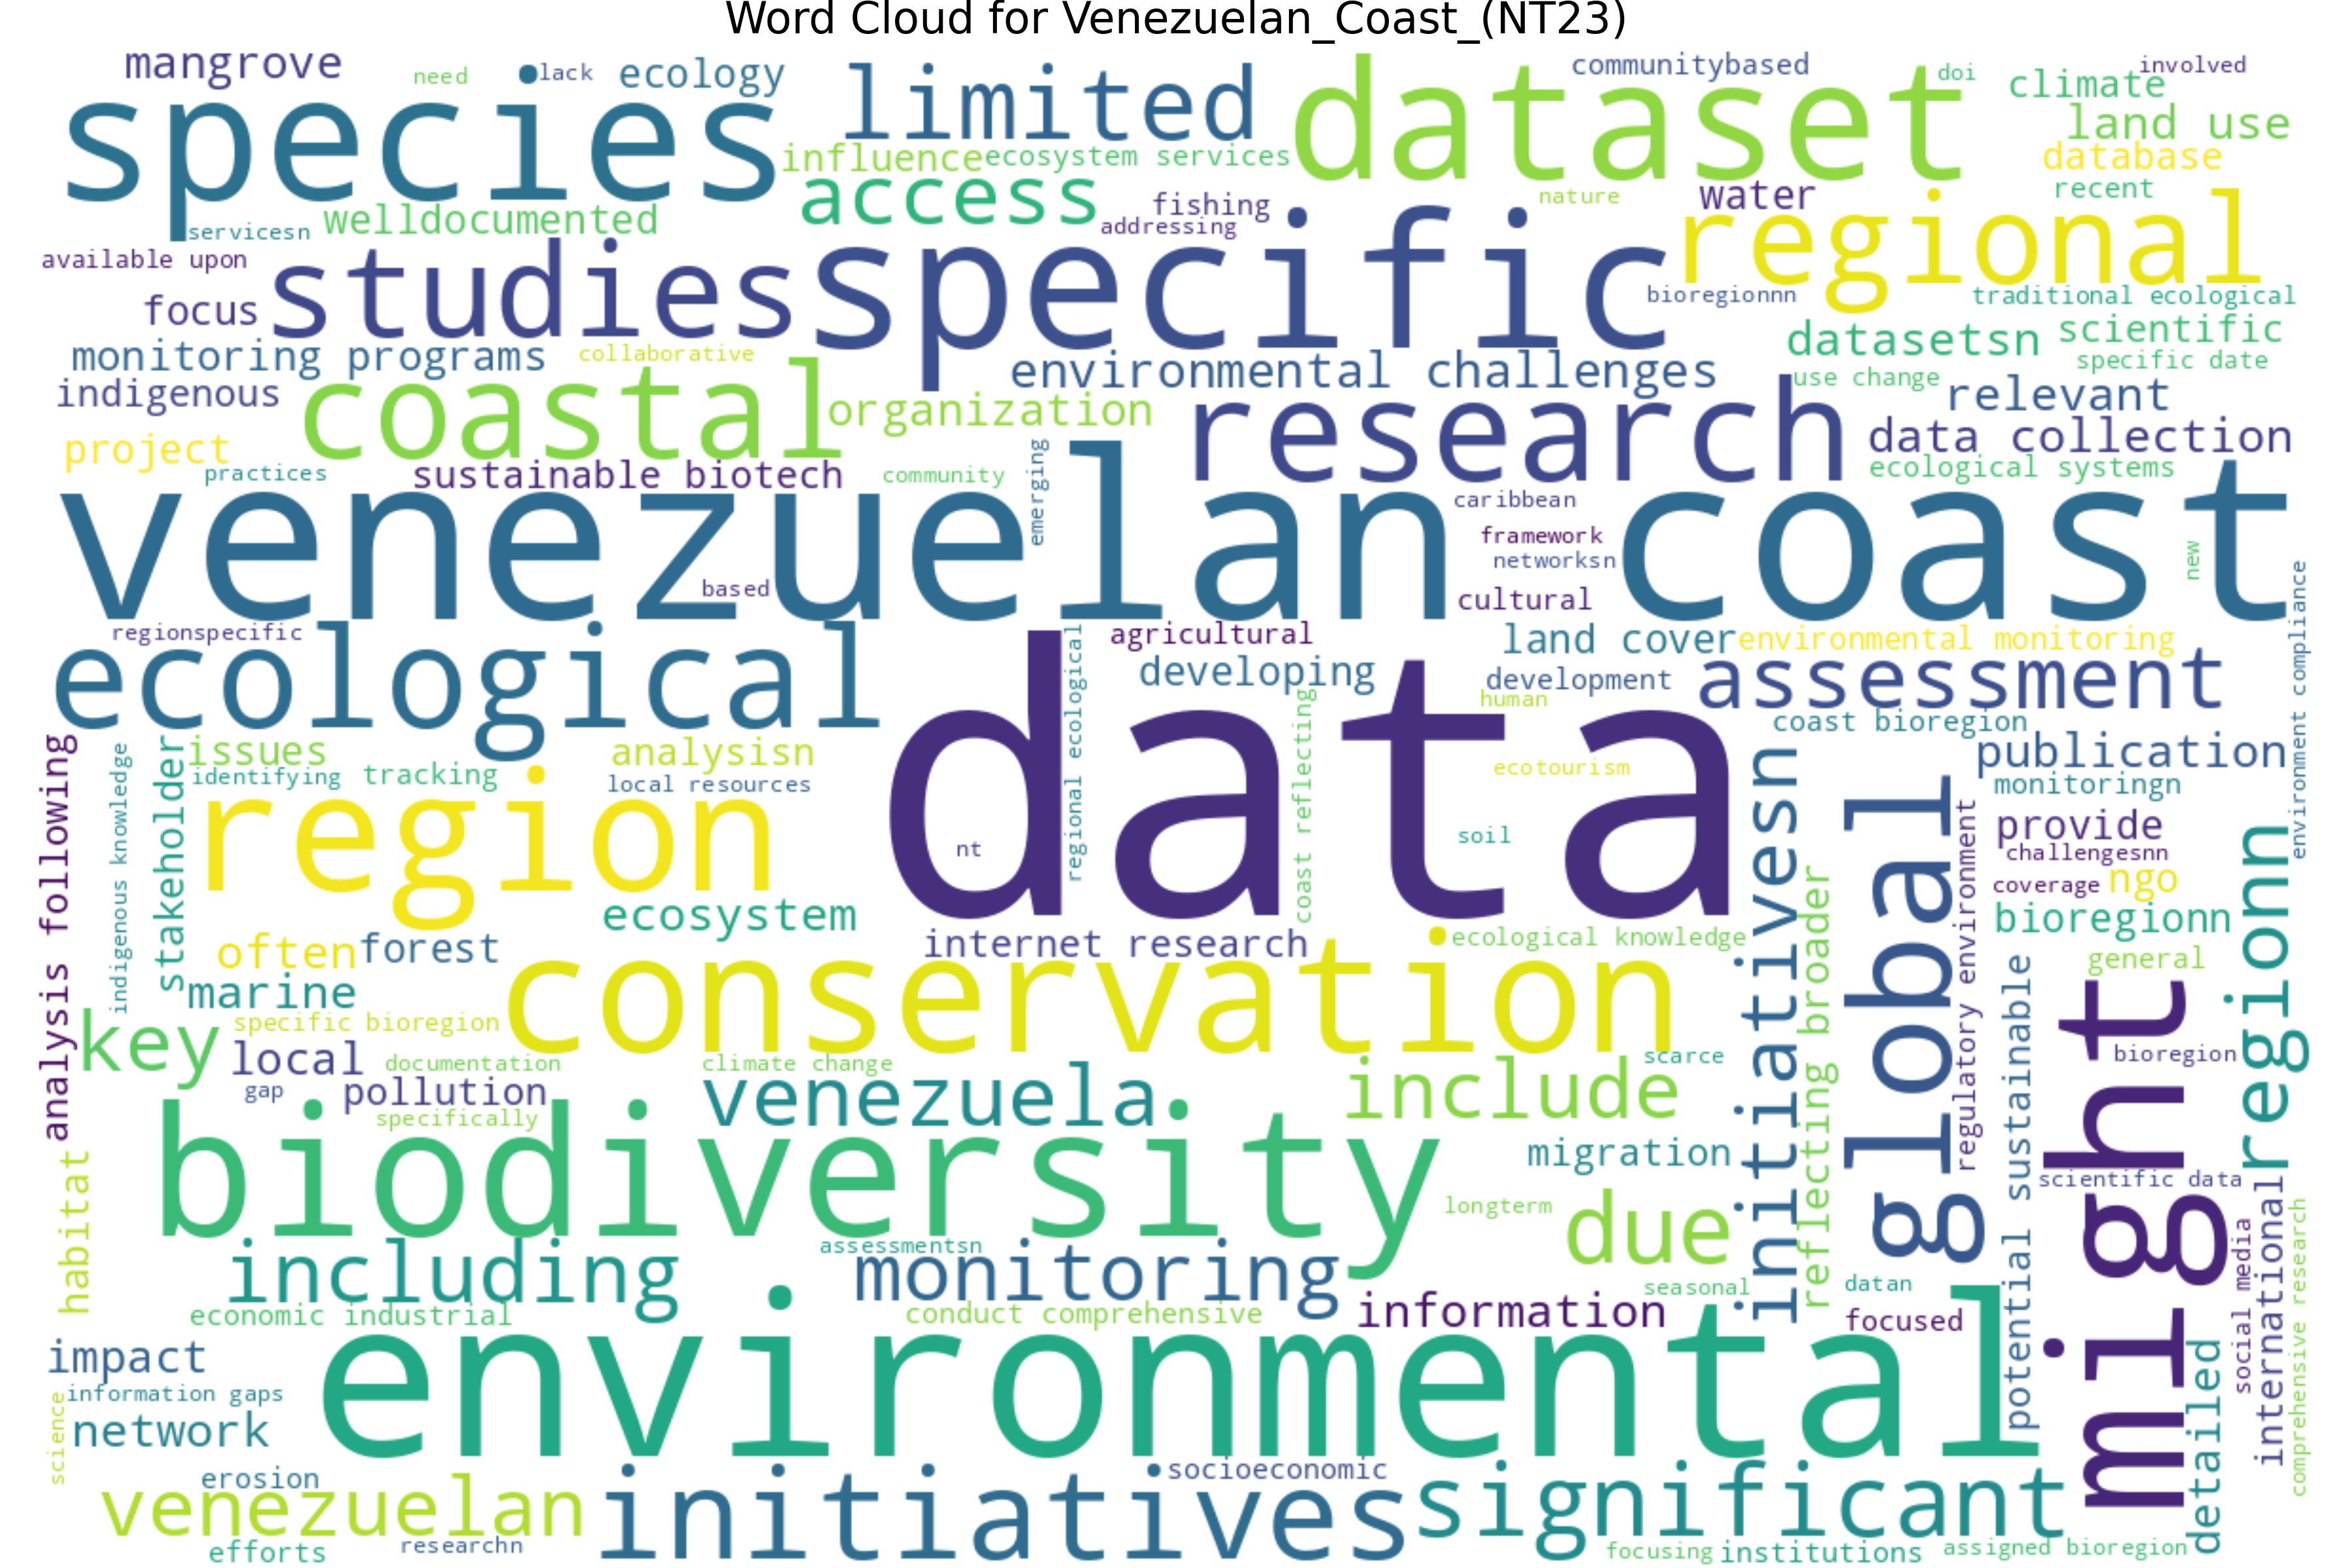 Word Cloud for Venezuelan_Coast_(NT23)
mangrove
need
lack
ecology
limited
dataset
communitybased
doi
climate
involved
species
land use
influence
ecosystem services
database
access
nature
water
recent
servicesn
welldocumented
fishing
addressing
regional
available upon
studies
specific
focus
bioregionnn
traditional ecological
monitoring programs
collaborative
environmental challenges
datasetsn
scientific
specific date
indigenous
coastal
organization
use change
relevant
project
research
data collection
practices
sustainable biotech
community
emerging
ecological systems
venezuelan coast
caribbean
framework
networksn
new
based
cultural
regionspecific
ecological
agricultural
land cover
environmental monitoring
environment compliance
developing
development
assessment
human
regional ecological
coast reflecting
coast bioregion
analysis following
indigenous knowledge
stakeholder
issues
analysisn
data
publication
identifying
tracking
local resources
ecotourism
monitoringn
region
nt
soil
initiativesn
global
regulatory environment
provide
challengesnn
coverage
ngo
regionn
ecosystem
bioregionn
often
forest
internet research
ecological knowledge
reflecting broader
general
marine
conservation
potential sustainable
might
key
specific bioregion
local
documentation
climate change
scarce
bioregion
gap
pollution
venezuela
include
specifically
biodiversity
migration
habitat
scientific data
longterm
due
international
social media
comprehensive research
including
assessmentsn
monitoring
seasonal
datan
economic industrial
conduct comprehensive
information
focused
impact
environmental
detailed
information gaps
science
network
erosion
socioeconomic
venezuelan
initiatives
significant
efforts
researchn
focusing
institutions
assigned bioregion